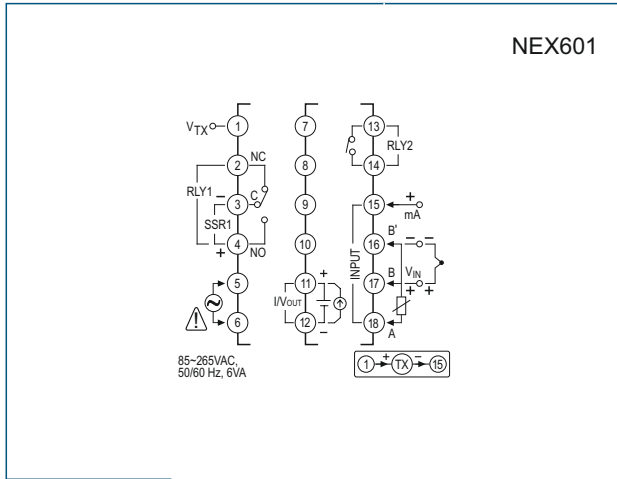 NEX601
VTX
1
2
NC
RLY1
3
−
C
SSR1
4
+
NO
5
6
85~265VAC,
50/60 Hz, 6VA
7
8
9
10
11
+
I/VOUT
12
−
13
RLY2
14
15
+
mA
INPUT
B'
16
− −
17
B
VIN
+ +
18
A
1 + TX − 15